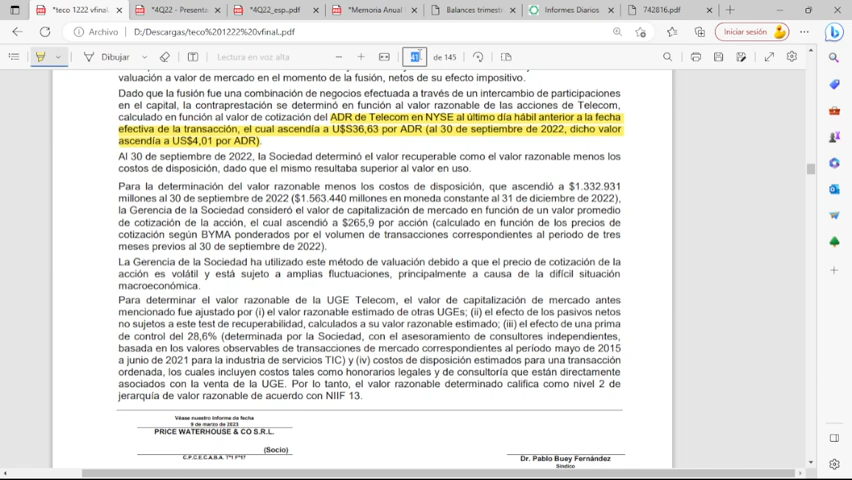 *teco 1222 vfinal.pdf
*4Q22 - Presenta
*4Q22_esp..pdf
*Memoria Anual
Balances trimestr
Informes Diarios
742816.pdf
Archivo
D:/Descargas/teco%201222%20vfinal..pdf
Iniciar sesión
Dibujar
Lectura en voz alta
41
de 145
valuación a valor de mercado en el momento de la fusión, netos de su efecto impositivo.
Dado que la fusión fue una combinación de negocios efectuada a través de un intercambio de participaciones
en el capital, la contraprestación se determinó en función al valor razonable de las acciones de Telecom,
calculado en función al valor de cotización del ADR de Telecom en NYSE al último día hábil anterior a la fecha
efectiva de la transacción, el cual ascendía a U$S36,63 por ADR (al 30 de septiembre de 2022, dicho valor
ascendía a US$4,01 por ADR).
Al 30 de septiembre de 2022, la Sociedad determinó el valor recuperable como el valor razonable menos los
costos de disposición, dado que el mismo resultaba superior al valor en uso.
Para la determinación del valor razonable menos los costos de disposición, que ascendió a $1.332.931
millones al 30 de septiembre de 2022 ($1.563.440 millones en moneda constante al 31 de diciembre de 2022),
la Gerencia de la Sociedad consideró el valor de capitalización de mercado en función de un valor promedio
de cotización de la acción, el cual ascendió a $265,9 por acción (calculado en función de los precios de
cotización según BYMA ponderados por el volumen de transacciones correspondientes al periodo de tres
meses previos al 30 de septiembre de 2022).
La Gerencia de la Sociedad ha utilizado este método de valuación debido a que el precio de cotización de la
acción es volátil y está sujeto a amplias fluctuaciones, principalmente a causa de la difícil situación
macroeconómica.
Para determinar el valor razonable de la UGE Telecom, el valor de capitalización de mercado antes
mencionado fue ajustado por (i) el valor razonable estimado de otras UGEs; (ii) el efecto de los pasivos netos
no sujetos a este test de recuperabilidad, calculados a su valor razonable estimado; (iii) el efecto de una prima
de control del 28,6% (determinada por la Sociedad, con el asesoramiento de consultores independientes,
basada en los valores observables de transacciones de mercado correspondientes al período mayo de 2015
a junio de 2021 para la industria de servicios TIC) y (iv) costos de disposición estimados para una transacción
ordenada, los cuales incluyen costos tales como honorarios legales y de consultoría que están directamente
asociados con la venta de la UGE. Por lo tanto, el valor razonable determinado califica como nivel 2 de
jerarquía de valor razonable de acuerdo con NIIF 13.
Véase nuestro informe de fecha
9 de marzo de 2023
PRICE WATERHOUSE & CO S.R.L.
(Socio)
C.P.C.E.C.A.B.A. T°1 F°17
Dr. Pablo Buey Fernández
Síndico